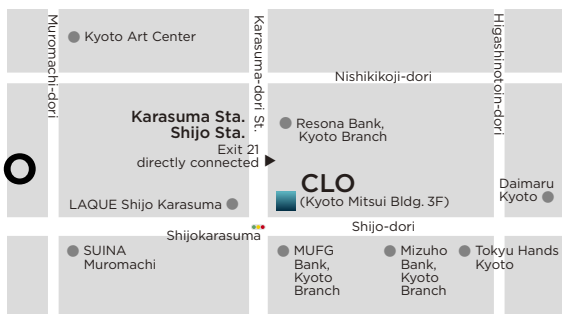 Muromachi-dori
Kyoto Art Center
Karasuma-dori St.
Higashinotoin-dori
Nishikikoji-dori
Karasuma Sta.
Shijo Sta.
Exit 21
directly connected
Resona Bank,
Kyoto Branch
CLO
(Kyoto Mitsui Bldg. 3F)
Daimaru
Kyoto
LAQUE Shijo Karasuma
Shijo-dori
Shijokarasuma
SUINA
Muromachi
MUFG
Bank,
Kyoto
Branch
Mizuho
Bank,
Kyoto
Branch
Tokyu Hands
Kyoto